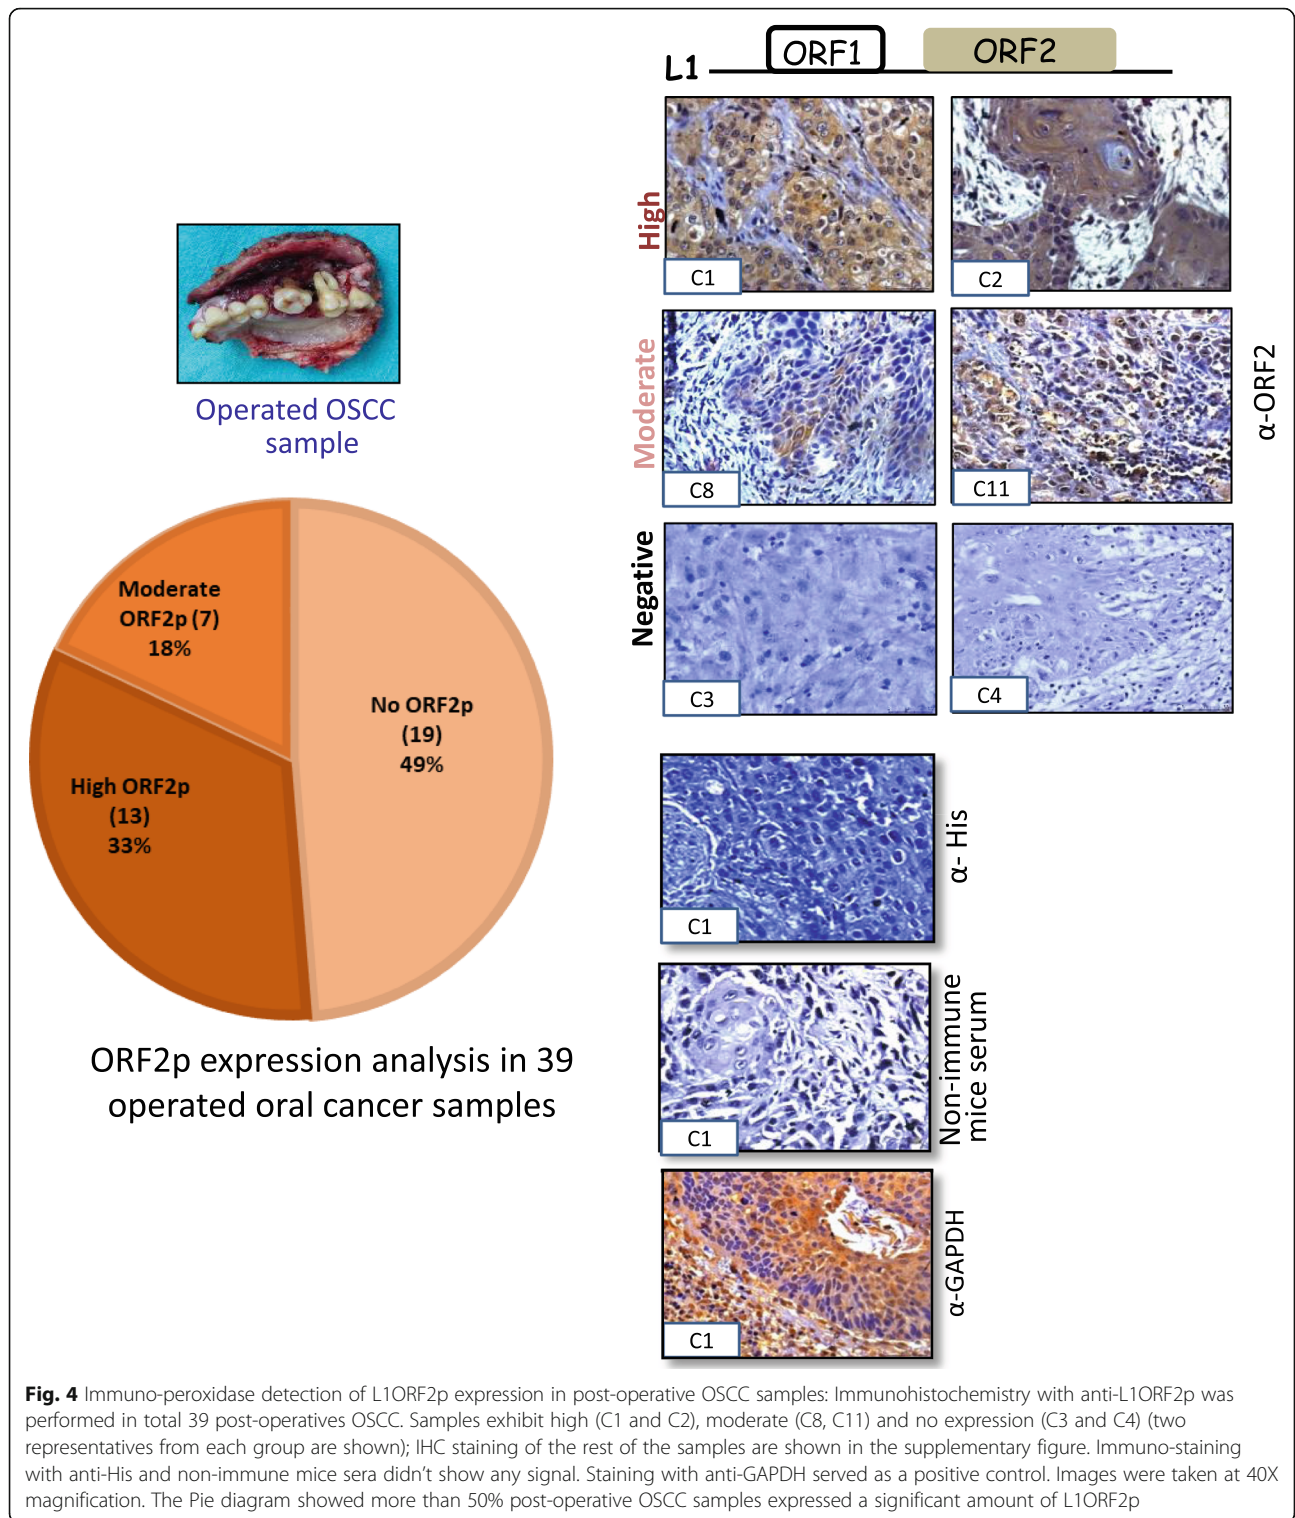 L1
ORF1
ORF2
High
C1
C2
Operated OSCC
sample
Moderate
C8
C11
α-ORF2
Negative
C3
C4
Moderate
ORF2p (7)
18%
No ORF2p
(19)
49%
High ORF2p
(13)
33%
ORF2p expression analysis in 39
operated oral cancer samples
C1
α- His
C1
Non-immune
mice serum
C1
α-GAPDH
Fig. 4 Immuno-peroxidase detection of L1ORF2p expression in post-operative OSCC samples: Immunohistochemistry with anti-L1ORF2p was
performed in total 39 post-operatives OSCC. Samples exhibit high (C1 and C2), moderate (C8, C11) and no expression (C3 and C4) (two
representatives from each group are shown); IHC staining of the rest of the samples are shown in the supplementary figure. Immuno-staining
with anti-His and non-immune mice sera didn't show any signal. Staining with anti-GAPDH served as a positive control. Images were taken at 40X
magnification. The Pie diagram showed more than 50% post-operative OSCC samples expressed a significant amount of L1ORF2p